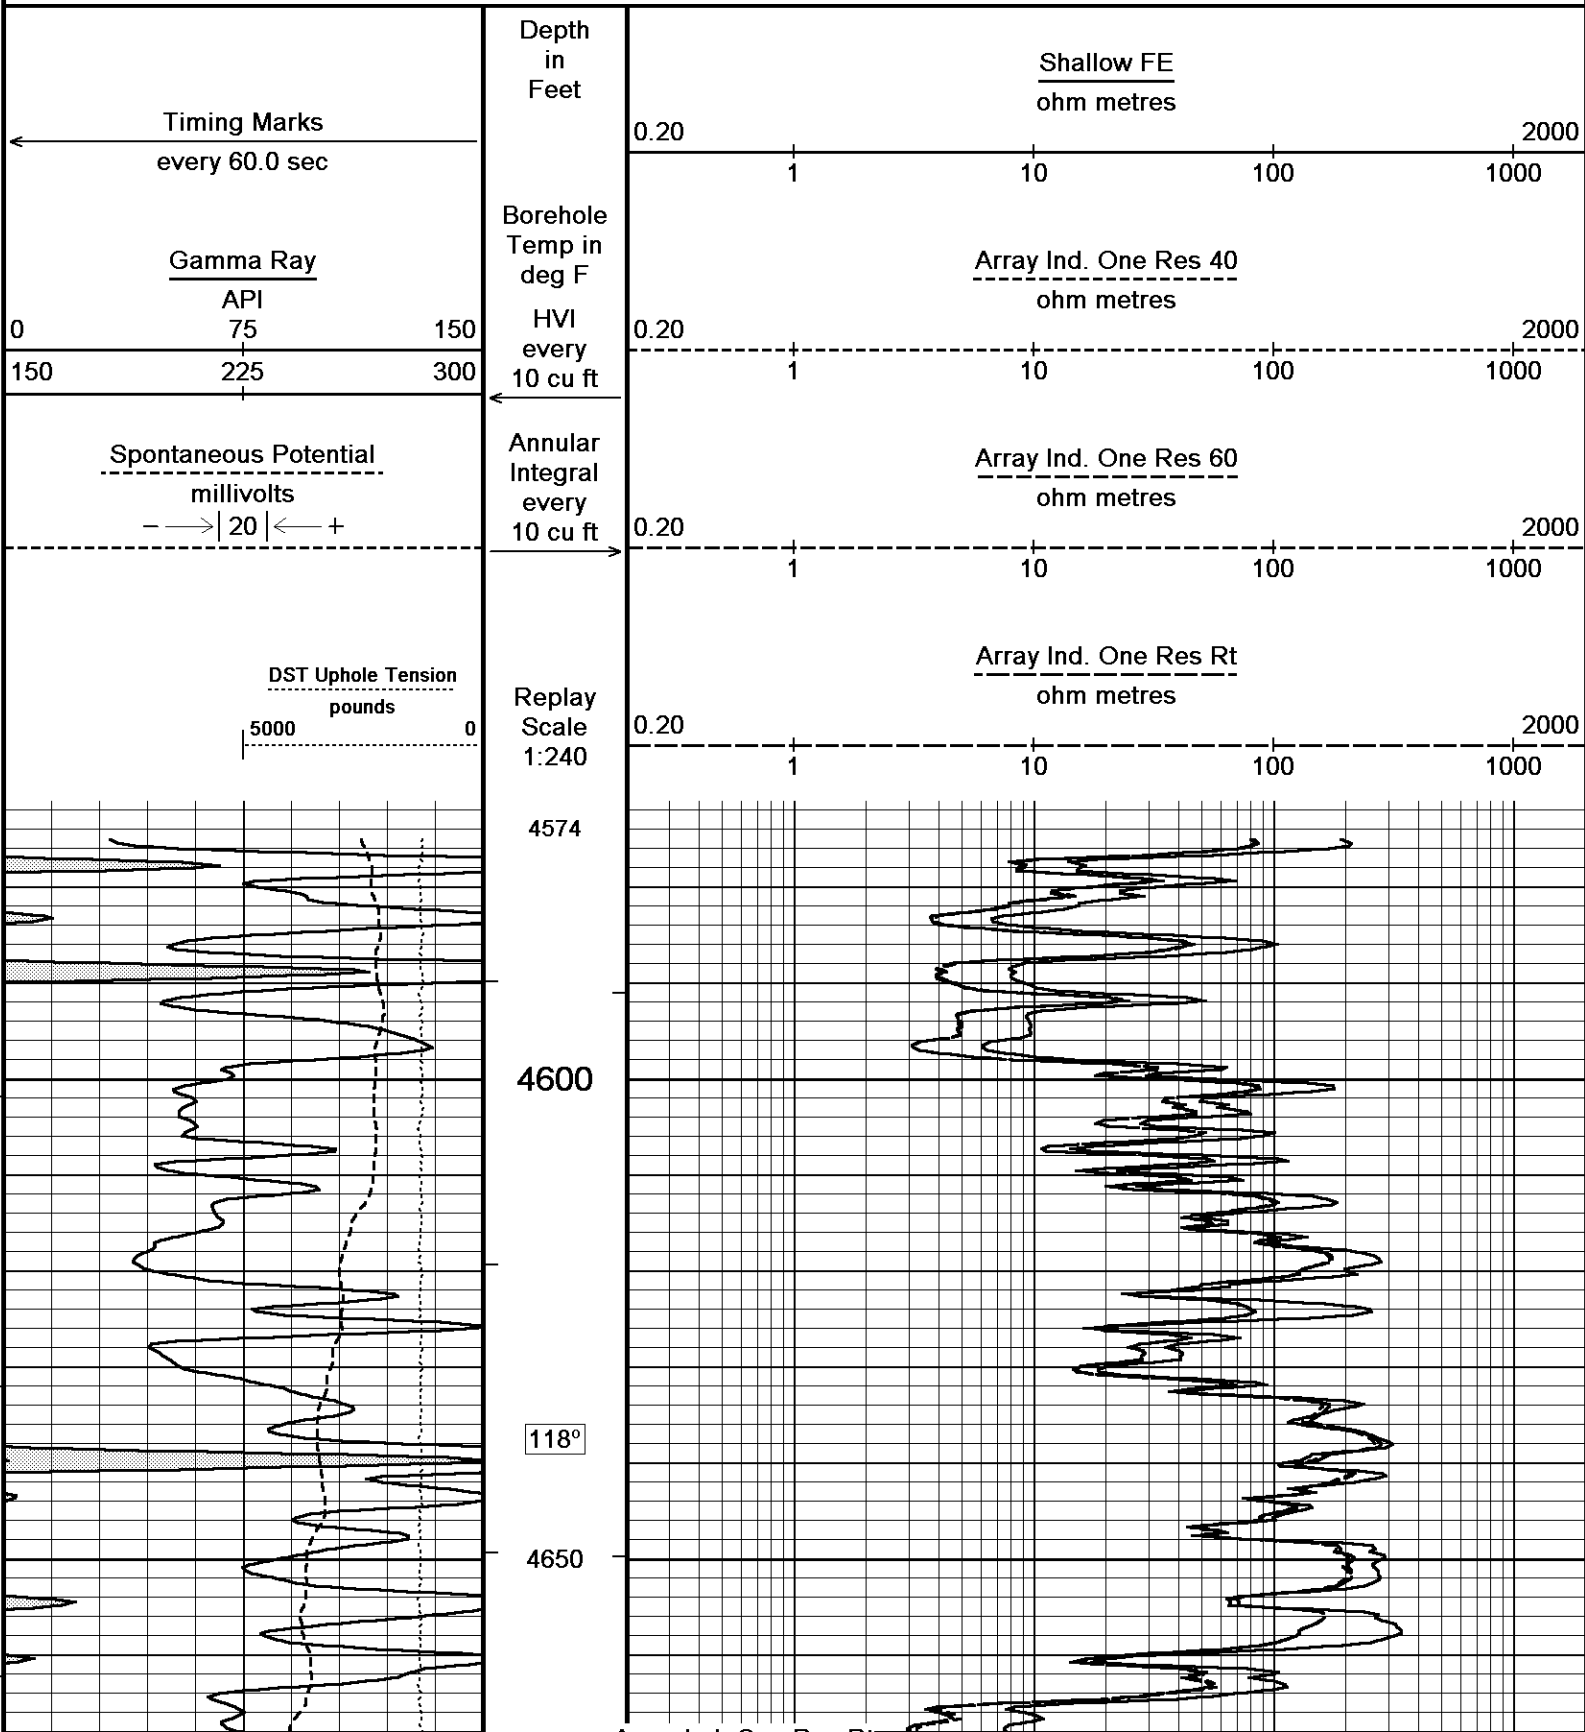 Timing Marks
every 60.0 sec
Gamma Ray
API
0 75 150
150 225 300
Spontaneous Potential
millivolts
− 20 +
DST Uphole Tension
pounds
5000 0
Depth
in
Feet
Borehole
Temp in
deg F
HVI
every
10 cu ft
Annular
Integral
every
10 cu ft
Replay
Scale
1:240
Shallow FE
ohm metres
0.20 2000
1 10 100 1000
Array Ind. One Res 40
ohm metres
0.20 2000
1 10 100 1000
Array Ind. One Res 60
ohm metres
0.20 2000
1 10 100 1000
Array Ind. One Res Rt
ohm metres
0.20 2000
1 10 100 1000
4574
4600
118º
4650